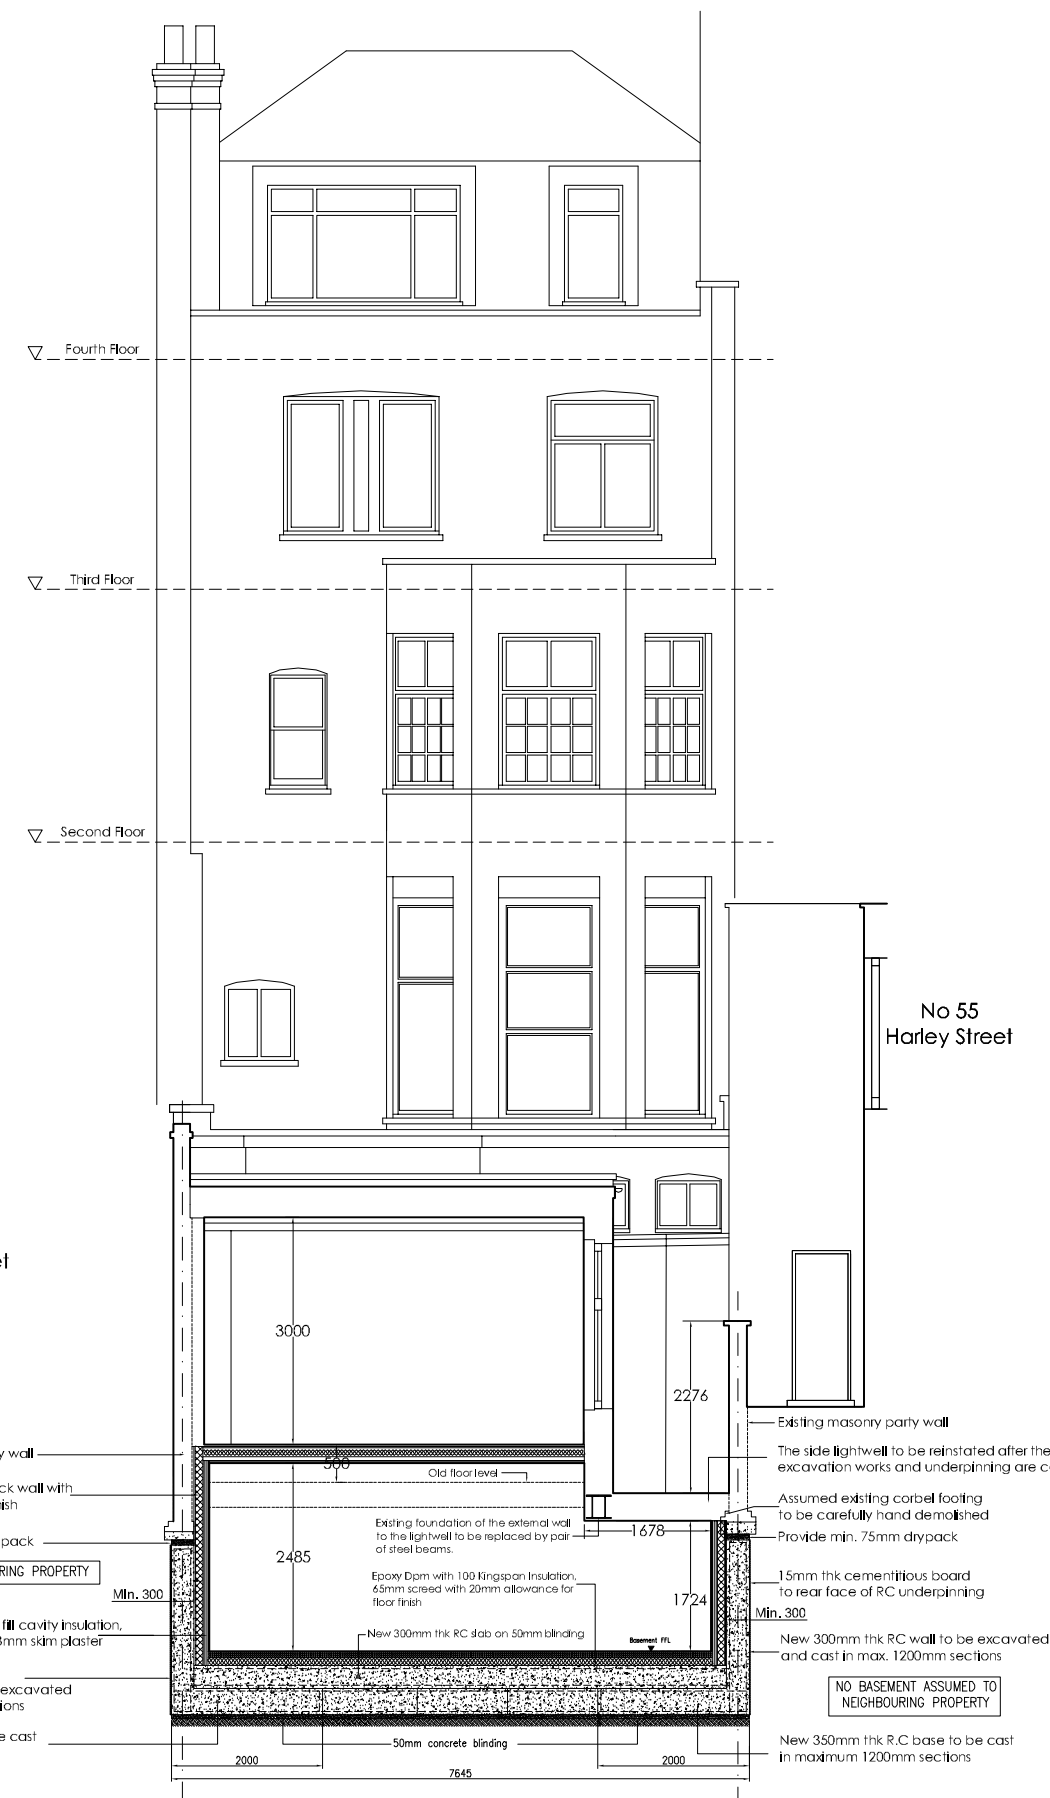 Fourth Floor
Third Floor
Second Floor
No 55
Harley Street
3000
2276
500
Old floor level
Existing foundation of the external wall
to the lightwell to be replaced by pair
of steel beams.
1678
2485
Epoxy Dpm with 100 Kingspan Insulation,
65mm screed with 20mm allowance for
floor finish
1724
New 300mm thk RC slab on 50mm blinding
Basement FFL
wall
ck wall with
pack
RING PROPERTY
Min. 300
fill cavity insulation,
mm skim plaster
excavated
cast
Existing masonry party wall
The side lightwell to be reinstated after the
excavation works and underpinning are
Assumed existing corbel footing
to be carefully hand demolished
Provide min. 75mm drypack
15mm thk cementitious board
to rear face of RC underpinning
Min. 300
New 300mm thk RC wall to be excavated
and cast in max. 1200mm sections
NO BASEMENT ASSUMED TO
NEIGHBOURING PROPERTY
New 350mm thk R.C base to be cast
in maximum 1200mm sections
50mm concrete blinding
2000
2000
7645